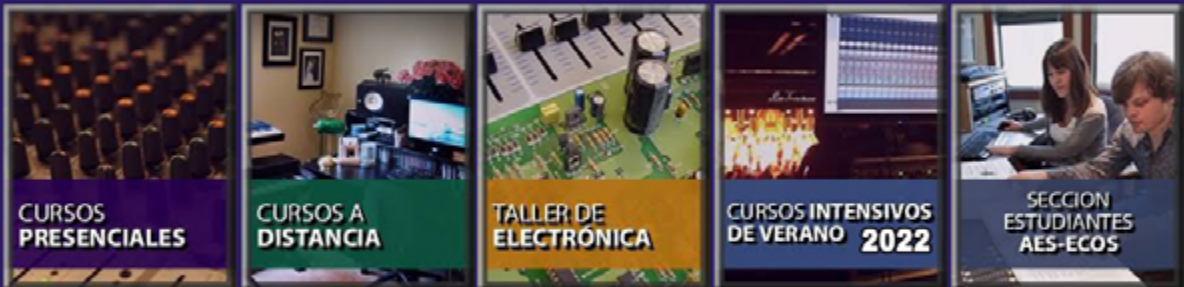 CURSOS
PRESENCIALES
CURSOS A
DISTANCIA
TALLER DE
ELECTRÓNICA
CURSOS INTENSIVOS
DE VERANO 2022
SECCION
ESTUDIANTES
AES-ECOS